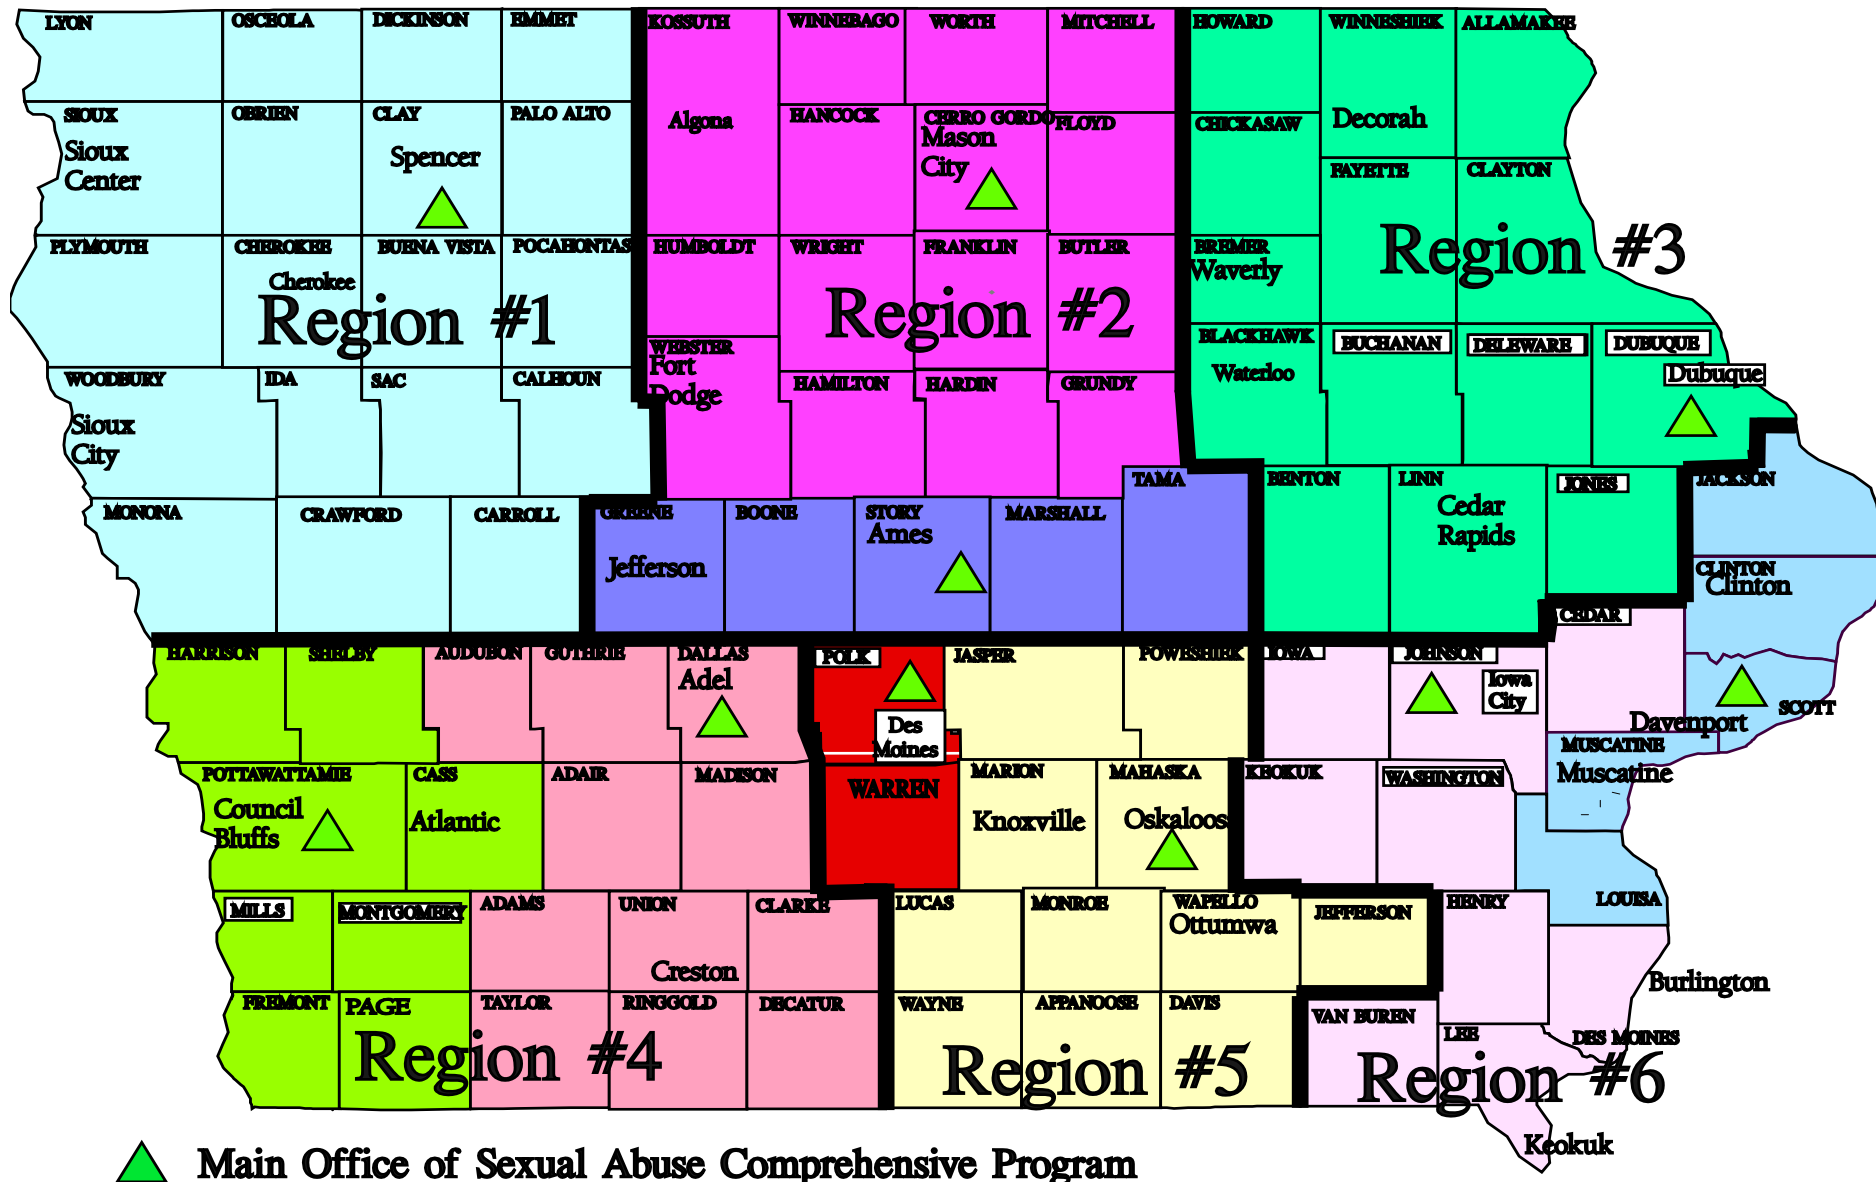 LYON
OSCEOLA
DICKINSON
EMMET
KOSSUTH
WINNEBAGO
WORTH
MITCHELL
HOWARD
WINNESHIEK
ALLAMAKEE
SIOUX
OBRIEN
CLAY
PALO ALTO
Algona
HANCOCK
CERRO GORDO
FLOYD
CHICKASAW
Decorah
Sioux
Center
Spencer
Mason
City
FAYETTE
CLAYTON
PLYMOUTH
CHEROKEE
BUENA VISTA
POCAHONTAS
HUMBOLDT
WRIGHT
FRANKLIN
BUTLER
BREMER
Waverly
Region #3
Cherokee
Region #1
Region #2
WEBSTER
Fort
Dodge
BLACKHAWK
BUCHANAN
DELEWARE
DUBUQUE
Dubuque
Waterloo
WOODBURY
IDA
SAC
CALHOUN
HAMILTON
HARDIN
GRUNDY
Sioux
City
TAMA
BENTON
LINN
JONES
JACKSON
Cedar
Rapids
MONONA
CRAWFORD
CARROLL
GREENE
BOONE
STORY
Ames
MARSHALL
Jefferson
CLINTON
Clinton
CEDAR
HARRISON
SHELBY
AUDUBON
GUTHRIE
DALLAS
Adel
POLK
JASPER
POWESHIEK
IOWA
JOHNSON
Iowa
City
SCOTT
Davenport
Des
Moines
MUSCATINE
Muscatine
POTTAWATTAMIE
CASS
ADAIR
MADISON
WARREN
MARION
MAHASKA
KEOKUK
WASHINGTON
Council
Bluffs
Atlantic
Knoxville
Oskaloos
LOUISA
MILLS
MONTGOMERY
ADAMS
UNION
CLARKE
LUCAS
MONROE
WAPELLO
Ottumwa
JEFFERSON
HENRY
Creston
Burlington
FREMONT
PAGE
TAYLOR
RINGGOLD
DECATUR
WAYNE
APPANOOSE
DAVIS
VAN BUREN
LEE
DES MOINES
Region #4
Region #5
Region #6
Keokuk
Main Office of Sexual Abuse Comprehensive Program